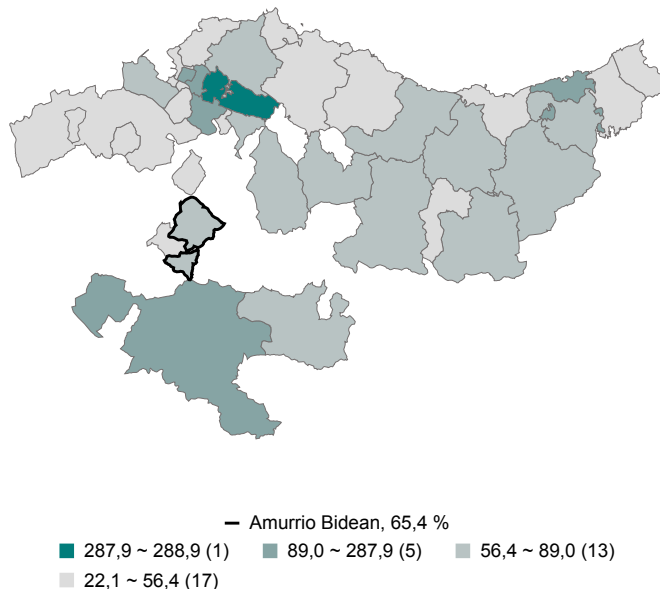 Amurrio Bidean, 65,4 %
287,9 ~ 288,9 (1) 89,0 ~ 287,9 (5) 56,4 ~ 89,0 (13)
22,1 ~ 56,4 (17)